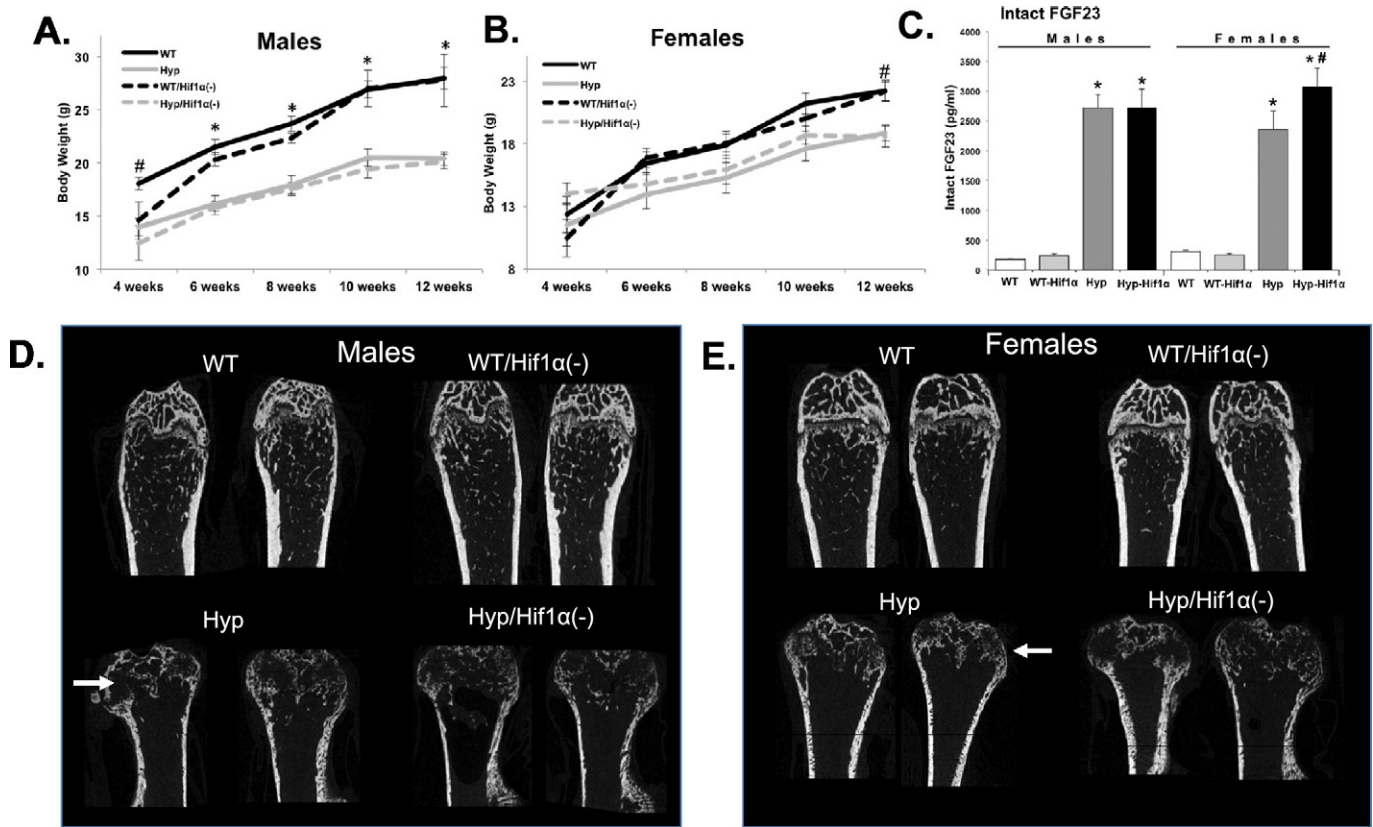 A.
Males
WT
Hyp
WT/Hif1α(-)
Hyp/Hif1α(-)
Body Weight (g)
30
25
20
15
10
#
*
*
*
*
4 weeks
6 weeks
8 weeks
10 weeks
12 weeks
B.
Females
WT
Hyp
WT/Hif1α(-)
Hyp/Hif1α(-)
Body Weight (g)
23
18
13
8
#
4 weeks
6 weeks
8 weeks
10 weeks
12 weeks
C.
Intact FGF23
Males
Females
Intact FGF23 (pg/ml)
4000
3500
3000
2500
2000
1500
1000
500
0
*
*
*
* #
WT
WT-Hif1α
Hyp
Hyp-Hif1α
WT
WT-Hif1α
Hyp
Hyp-Hif1α
D.
Males
WT
WT/Hif1α(-)
Hyp
Hyp/Hif1α(-)
E.
Females
WT
WT/Hif1α(-)
Hyp
Hyp/Hif1α(-)